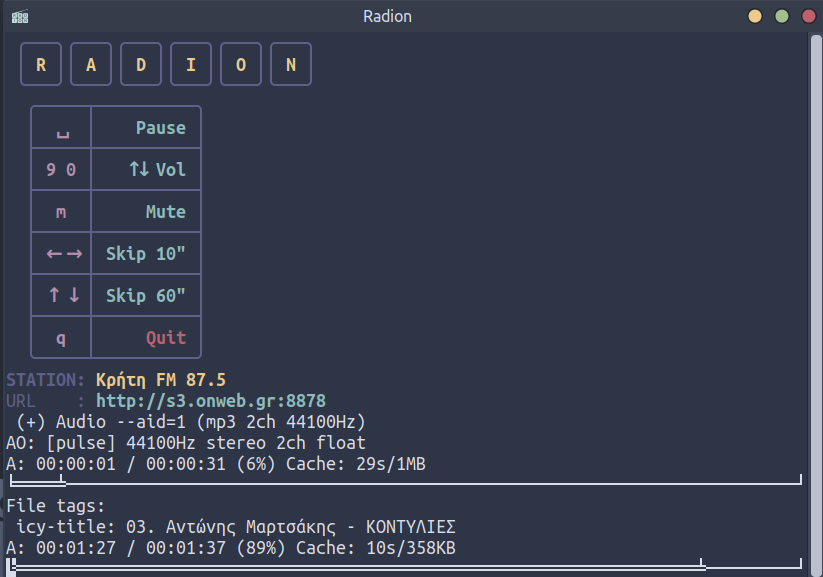 Radion
R A D I O N
␣ Pause
9 0 ↑↓ Vol
m Mute
←→ Skip 10"
↑ ↓ Skip 60"
q Quit
STATION: Κρήτη FM 87.5
URL : http://s3.onweb.gr:8878
(+) Audio --aid=1 (mp3 2ch 44100Hz)
AO: [pulse] 44100Hz stereo 2ch float
A: 00:00:01 / 00:00:31 (6%) Cache: 29s/1MB
File tags:
icy-title: 03. Αντώνης Μαρτσάκης - ΚΟΝΤΥΛΙΕΣ
A: 00:01:27 / 00:01:37 (89%) Cache: 10s/358KB